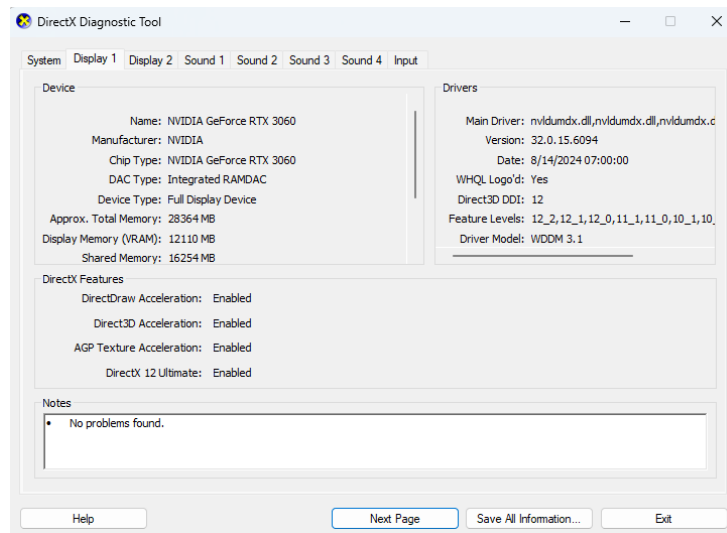 DirectX Diagnostic Tool
System Display 1 Display 2 Sound 1 Sound 2 Sound 3 Sound 4 Input
Device
Name: NVIDIA GeForce RTX 3060
Manufacturer: NVIDIA
Chip Type: NVIDIA GeForce RTX 3060
DAC Type: Integrated RAMDAC
Device Type: Full Display Device
Approx. Total Memory: 28364 MB
Display Memory (VRAM): 12110 MB
Shared Memory: 16254 MB
Drivers
Main Driver: nvldumdx.dll,nvldumdx.dll,nvldumdx.d
Version: 32.0.15.6094
Date: 8/14/2024 07:00:00
WHQL Logo'd: Yes
Direct3D DDI: 12
Feature Levels: 12_2,12_1,12_0,11_1,11_0,10_1,10_
Driver Model: WDDM 3.1
DirectX Features
DirectDraw Acceleration: Enabled
Direct3D Acceleration: Enabled
AGP Texture Acceleration: Enabled
DirectX 12 Ultimate: Enabled
Notes
• No problems found.
Help Next Page Save All Information... Exit